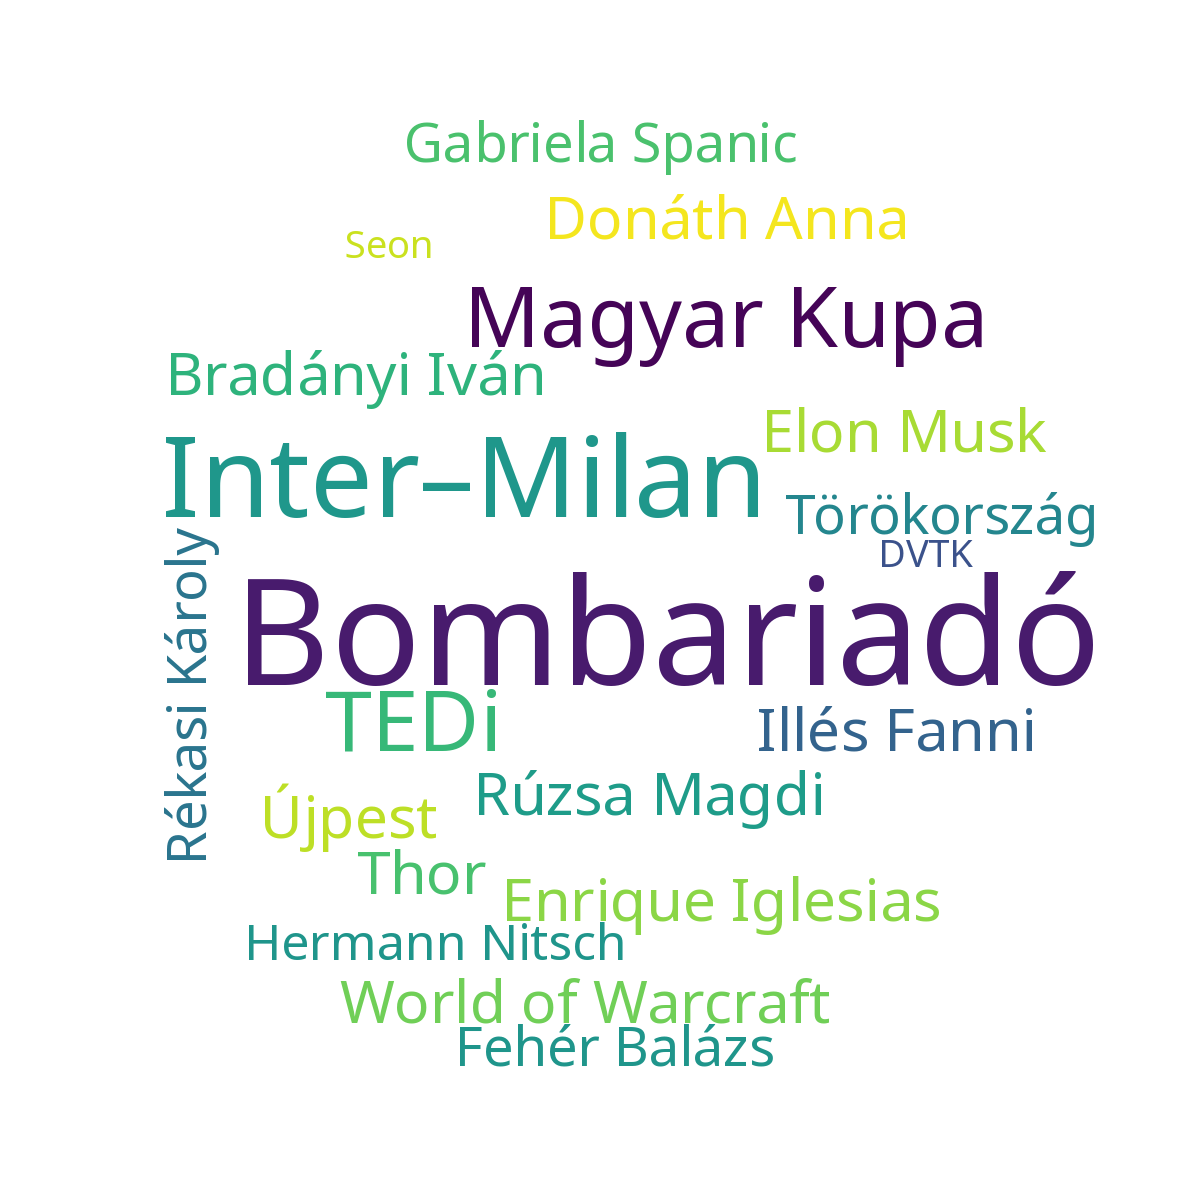 Gabriela Spanic
Donáth Anna
Seon
Magyar Kupa
Bradányi Iván
Elon Musk
Inter–Milan
Törökország
DVTK
Rékasi Károly
Bombariadó
TEDi
Illés Fanni
Rúzsa Magdi
Újpest
Thor
Enrique Iglesias
Hermann Nitsch
World of Warcraft
Fehér Balázs